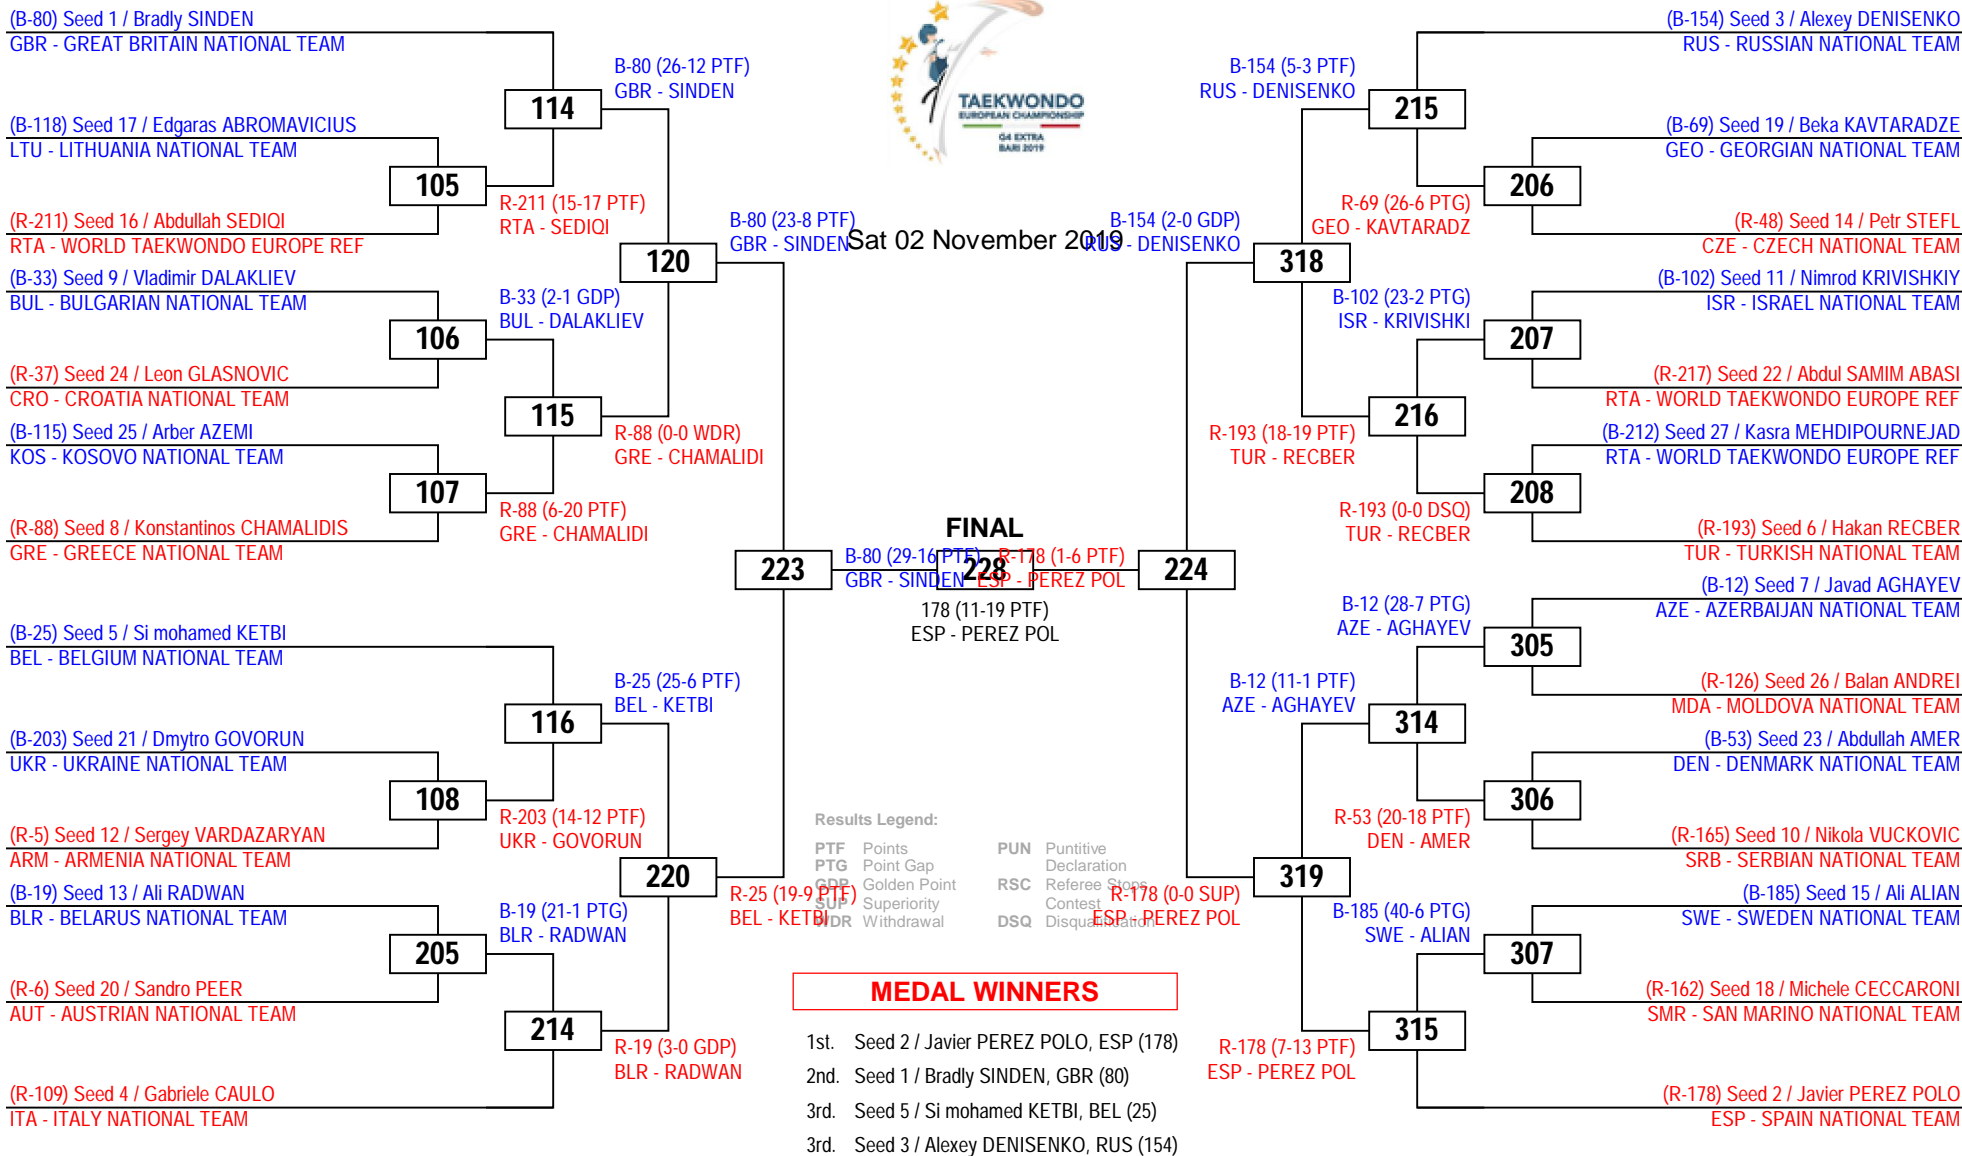 (B-80) Seed 1 / Bradly SINDEN
GBR - GREAT BRITAIN NATIONAL TEAM
(B-118) Seed 17 / Edgaras ABROMAVICIUS
LTU - LITHUANIA NATIONAL TEAM
(R-211) Seed 16 / Abdullah SEDIQI
RTA - WORLD TAEKWONDO EUROPE REF
(B-33) Seed 9 / Vladimir DALAKLIEV
BUL - BULGARIAN NATIONAL TEAM
(R-37) Seed 24 / Leon GLASNOVIC
CRO - CROATIA NATIONAL TEAM
(B-115) Seed 25 / Arber AZEMI
KOS - KOSOVO NATIONAL TEAM
(R-88) Seed 8 / Konstantinos CHAMALIDIS
GRE - GREECE NATIONAL TEAM
(B-25) Seed 5 / Si mohamed KETBI
BEL - BELGIUM NATIONAL TEAM
(B-203) Seed 21 / Dmytro GOVORUN
UKR - UKRAINE NATIONAL TEAM
(R-5) Seed 12 / Sergey VARDAZARYAN
ARM - ARMENIA NATIONAL TEAM
(B-19) Seed 13 / Ali RADWAN
BLR - BELARUS NATIONAL TEAM
(R-6) Seed 20 / Sandro PEER
AUT - AUSTRIAN NATIONAL TEAM
(R-109) Seed 4 / Gabriele CAULO
ITA - ITALY NATIONAL TEAM
105
R-211 (15-17 PTF)
RTA - SEDIQI
106
B-33 (2-1 GDP)
BUL - DALAKLIEV
107
R-88 (6-20 PTF)
GRE - CHAMALIDI
108
R-203 (14-12 PTF)
UKR - GOVORUN
205
B-19 (21-1 PTG)
BLR - RADWAN
114
B-80 (26-12 PTF)
GBR - SINDEN
115
R-88 (0-0 WDR)
GRE - CHAMALIDI
116
B-25 (25-6 PTF)
BEL - KETBI
214
R-19 (3-0 GDP)
BLR - RADWAN
120
B-80 (23-8 PTF)
GBR - SINDEN
220
R-25 (19-9 PTF)
BEL - KETBI
223
B-80 (29-16 PTF)
GBR - SINDEN
TAEKWONDO
EUROPEAN CHAMPIONSHIP
G4 EXTRA
BARI 2019
Sat 02 November 2019
FINAL
228
178 (11-19 PTF)
ESP - PEREZ POL
Results Legend:
PTF Points
PTG Point Gap
GDP Golden Point
SUP Superiority
WDR Withdrawal
PUN Puntitive
Declaration
RSC Referee Stops
Contest
DSQ Disqualification
MEDAL WINNERS
1st. Seed 2 / Javier PEREZ POLO, ESP (178)
2nd. Seed 1 / Bradly SINDEN, GBR (80)
3rd. Seed 5 / Si mohamed KETBI, BEL (25)
3rd. Seed 3 / Alexey DENISENKO, RUS (154)
R-178 (1-6 PTF)
ESP - PEREZ POL
224
B-154 (2-0 GDP)
RUS - DENISENKO
318
R-178 (0-0 SUP)
ESP - PEREZ POL
319
B-154 (5-3 PTF)
RUS - DENISENKO
215
R-193 (18-19 PTF)
TUR - RECBER
216
B-12 (11-1 PTF)
AZE - AGHAYEV
314
R-178 (7-13 PTF)
ESP - PEREZ POL
315
R-69 (26-6 PTG)
GEO - KAVTARADZ
206
B-102 (23-2 PTG)
ISR - KRIVISHKI
207
R-193 (0-0 DSQ)
TUR - RECBER
208
B-12 (28-7 PTG)
AZE - AGHAYEV
305
R-53 (20-18 PTF)
DEN - AMER
306
B-185 (40-6 PTG)
SWE - ALIAN
307
(B-154) Seed 3 / Alexey DENISENKO
RUS - RUSSIAN NATIONAL TEAM
(B-69) Seed 19 / Beka KAVTARADZE
GEO - GEORGIAN NATIONAL TEAM
(R-48) Seed 14 / Petr STEFL
CZE - CZECH NATIONAL TEAM
(B-102) Seed 11 / Nimrod KRIVISHKIY
ISR - ISRAEL NATIONAL TEAM
(R-217) Seed 22 / Abdul SAMIM ABASI
RTA - WORLD TAEKWONDO EUROPE REF
(B-212) Seed 27 / Kasra MEHDIPOURNEJAD
RTA - WORLD TAEKWONDO EUROPE REF
(R-193) Seed 6 / Hakan RECBER
TUR - TURKISH NATIONAL TEAM
(B-12) Seed 7 / Javad AGHAYEV
AZE - AZERBAIJAN NATIONAL TEAM
(R-126) Seed 26 / Balan ANDREI
MDA - MOLDOVA NATIONAL TEAM
(B-53) Seed 23 / Abdullah AMER
DEN - DENMARK NATIONAL TEAM
(R-165) Seed 10 / Nikola VUCKOVIC
SRB - SERBIAN NATIONAL TEAM
(B-185) Seed 15 / Ali ALIAN
SWE - SWEDEN NATIONAL TEAM
(R-162) Seed 18 / Michele CECCARONI
SMR - SAN MARINO NATIONAL TEAM
(R-178) Seed 2 / Javier PEREZ POLO
ESP - SPAIN NATIONAL TEAM